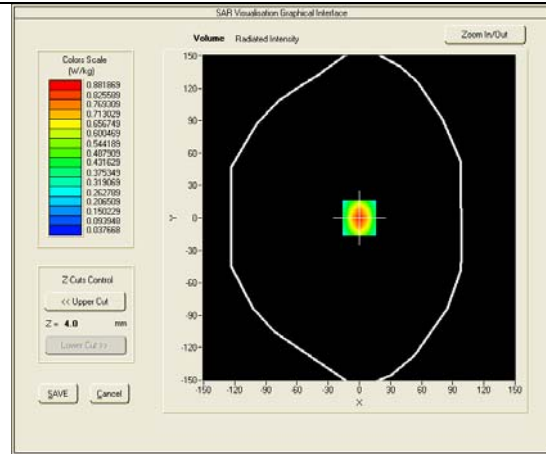 SAR Visualisation Graphical Interface
Volume Radiated Intensity
Zoom In/Out
Colors Scale
(W/kg)
0.881869
0.825589
0.769309
0.713029
0.656749
0.600469
0.544189
0.487909
0.431629
0.375349
0.319069
0.262789
0.206509
0.150229
0.093948
0.037668
150-
120-
90-
60-
30-
0-
-30-
-60-
-90-
-120-
-150-
Y
-150 -120 -90 -60 -30 0 30 60 90 120 150
X
Z Cuts Control
<< Upper Cut
Z = 4.0 mm
Lower Cut >>
SAVE Cancel